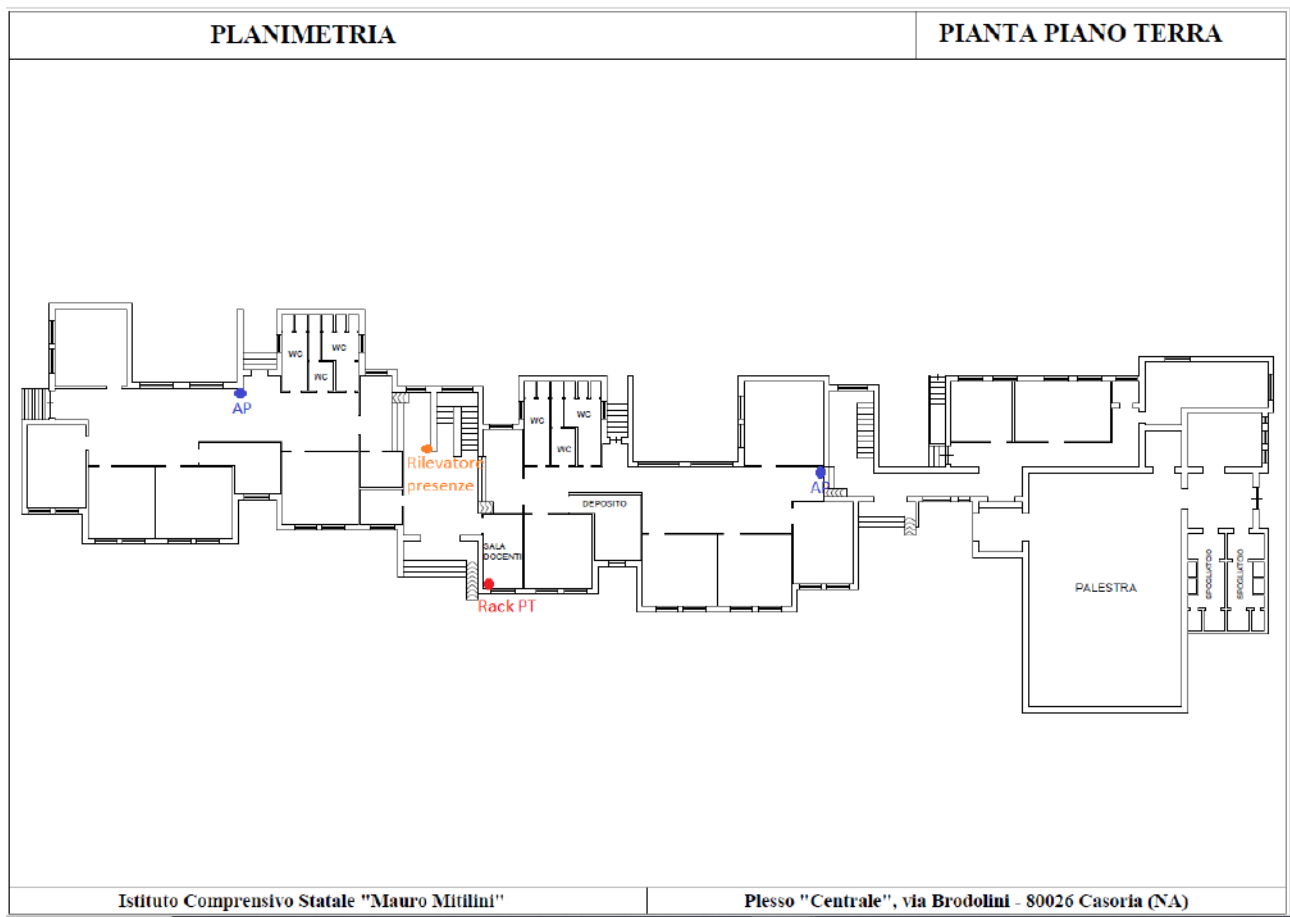 PLANIMETRIA
PIANTA PIANO TERRA
WC
WC
WC
AP
WC
WC
WC
Rilevatore
presenze
AP
DEPOSITO
SALA
DOCENTI
Rack PT
PALESTRA
SPOGLIATOIO
SPOGLIATOIO
Istituto Comprensivo Statale "Mauro Mitilini"
Plesso "Centrale", via Brodolini - 80026 Casoria (NA)